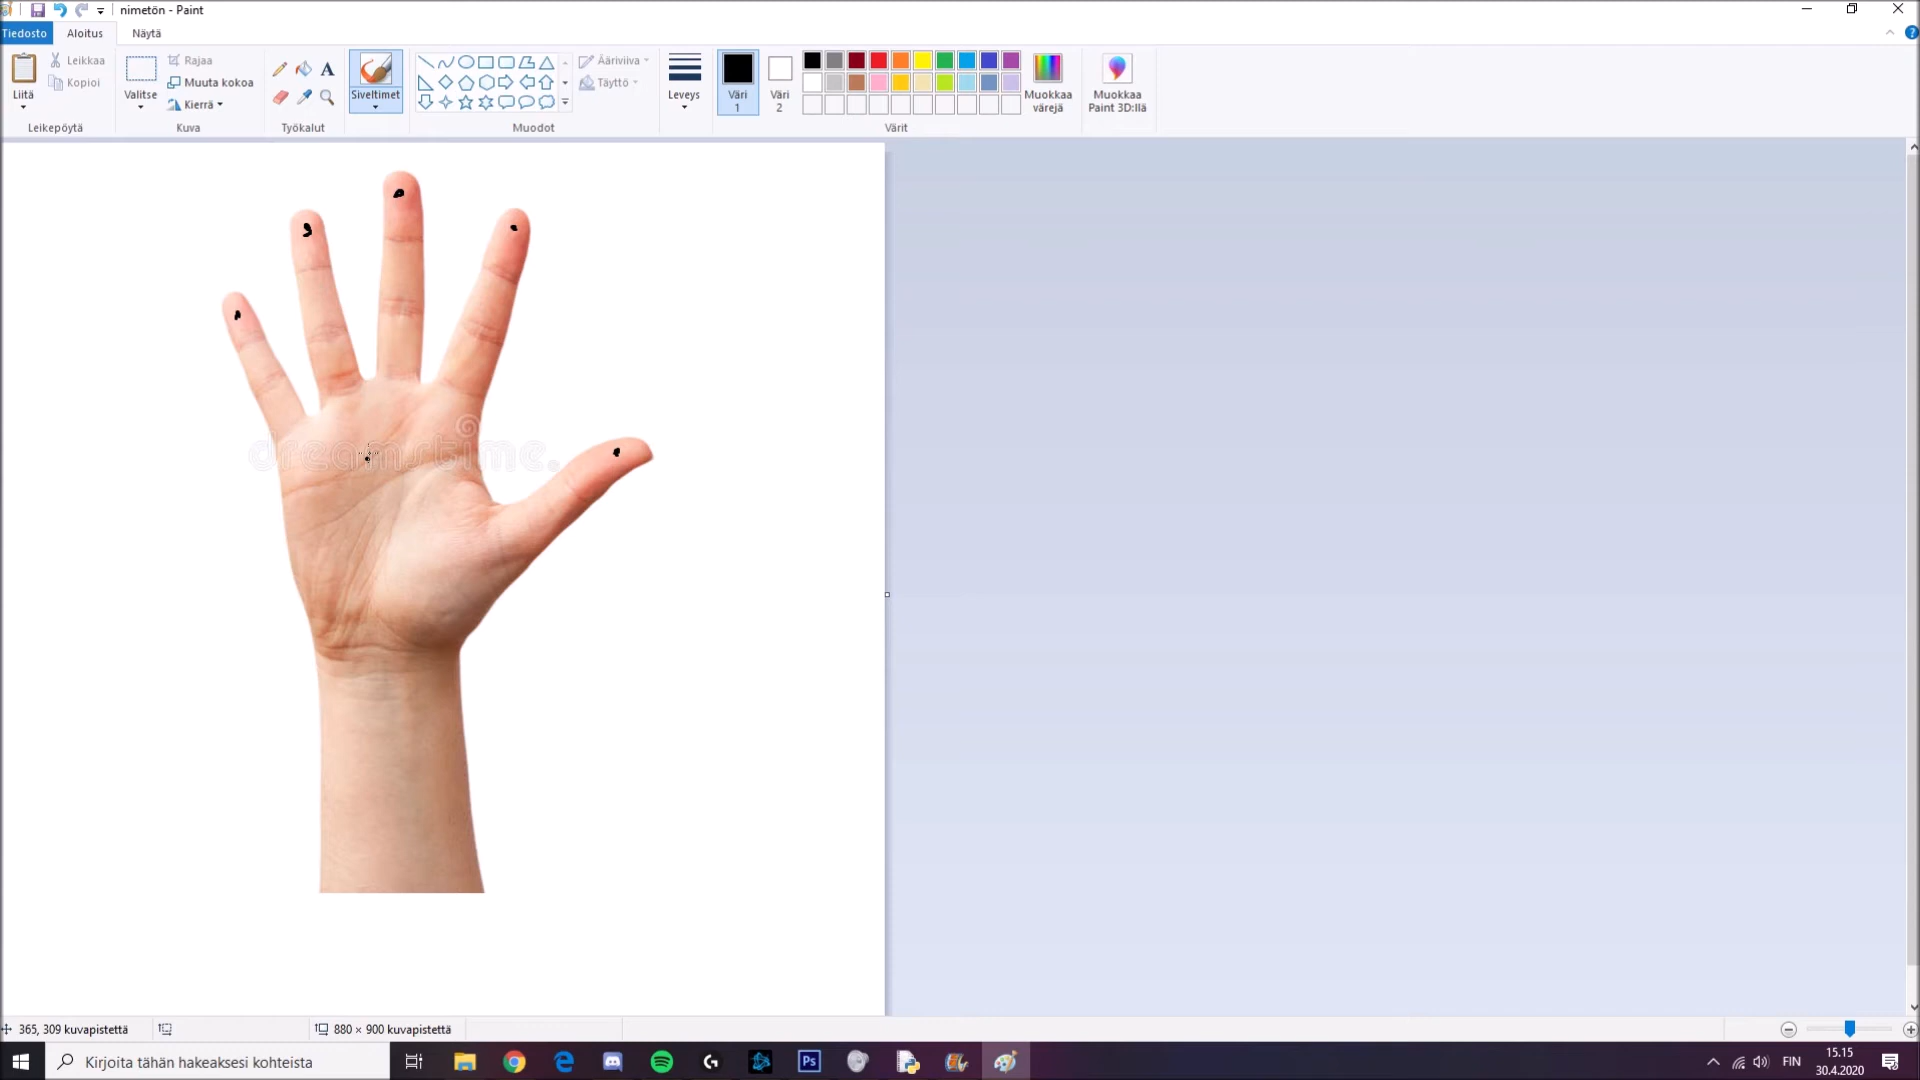 nimetön - Paint
Tiedosto Aloitus Näytä
Liitä
Leikkaa
Kopioi
Leikepöytä
Valitse
Rajaa
Muuta kokoa
Kierrä
Kuva
Työkalut
Siveltimet
Muodot
Ääriviiva
Täyttö
Leveys
Väri
1
Väri
2
Värit
Muokkaa
värejä
Muokkaa
Paint 3D:llä
dreamstime.
365, 309 kuvapistettä
880 × 900 kuvapistettä
Kirjoita tähän hakeaksesi kohteista
Ps
FIN
15.15
30.4.2020